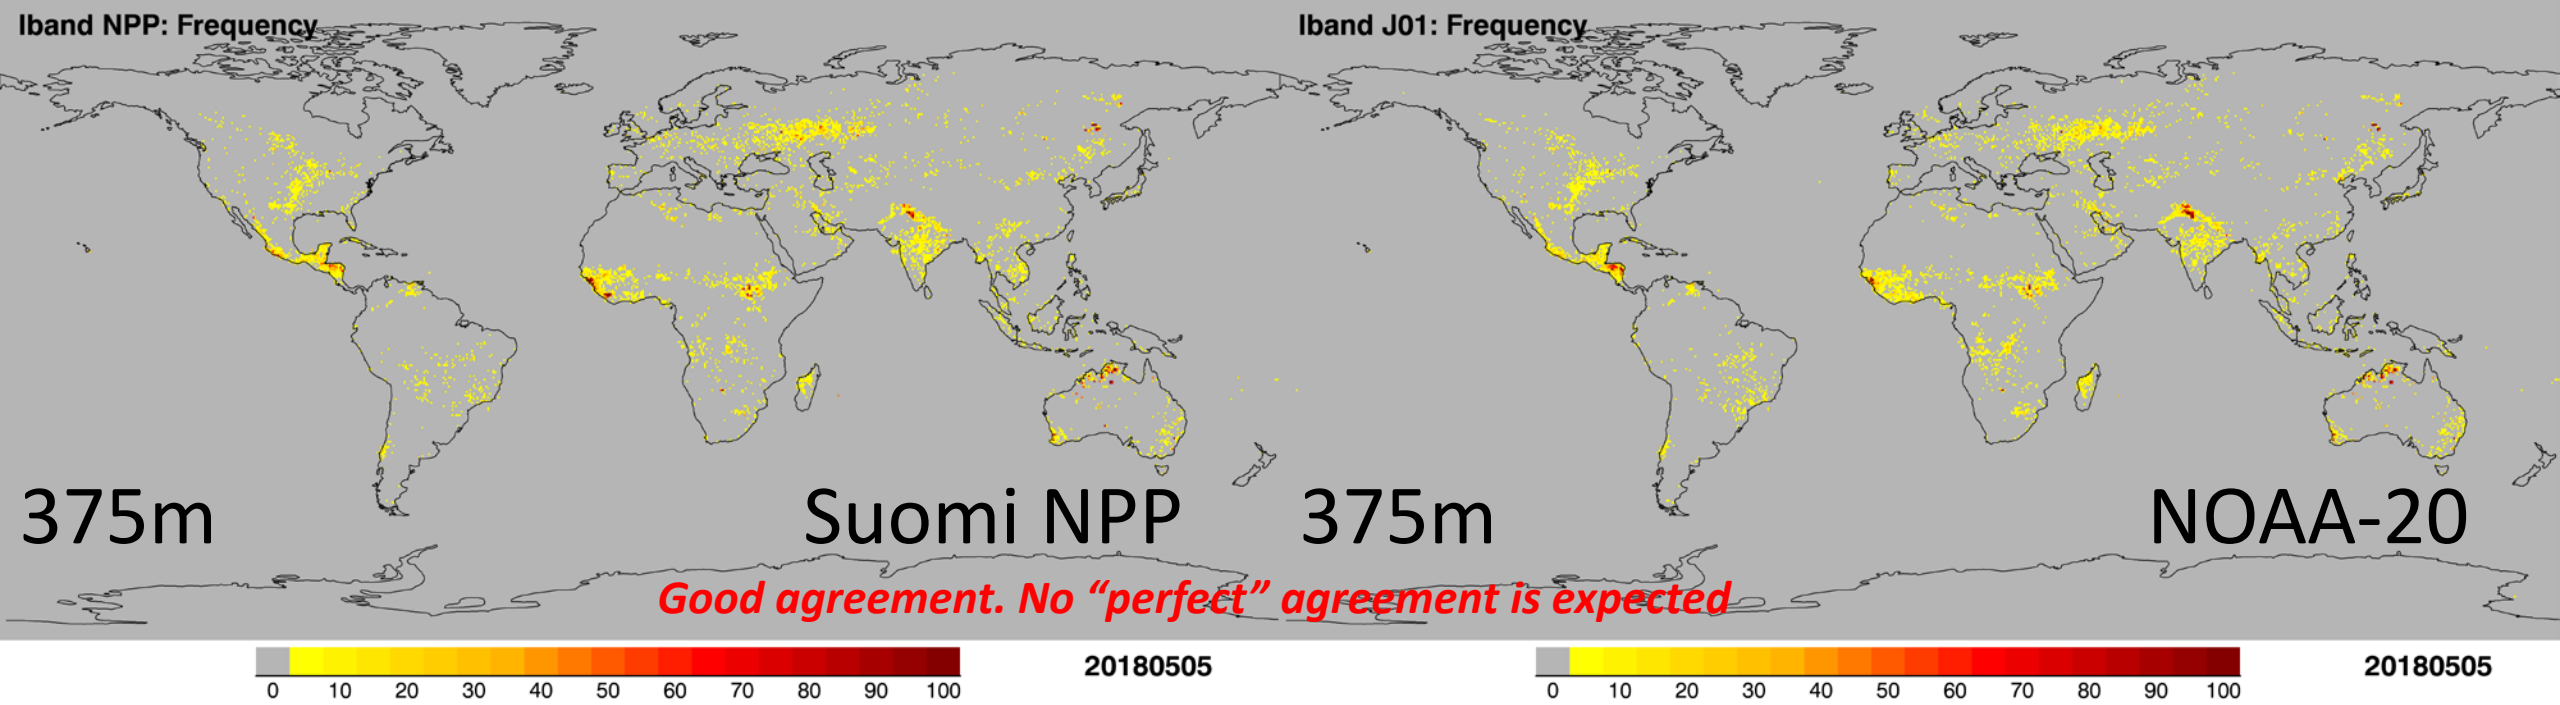 Iband NPP: Frequency
Iband J01: Frequency
375m
Suomi NPP
375m
NOAA-20
Good agreement. No “perfect” agreement is expected
0 10 20 30 40 50 60 70 80 90 100
20180505
0 10 20 30 40 50 60 70 80 90 100
20180505